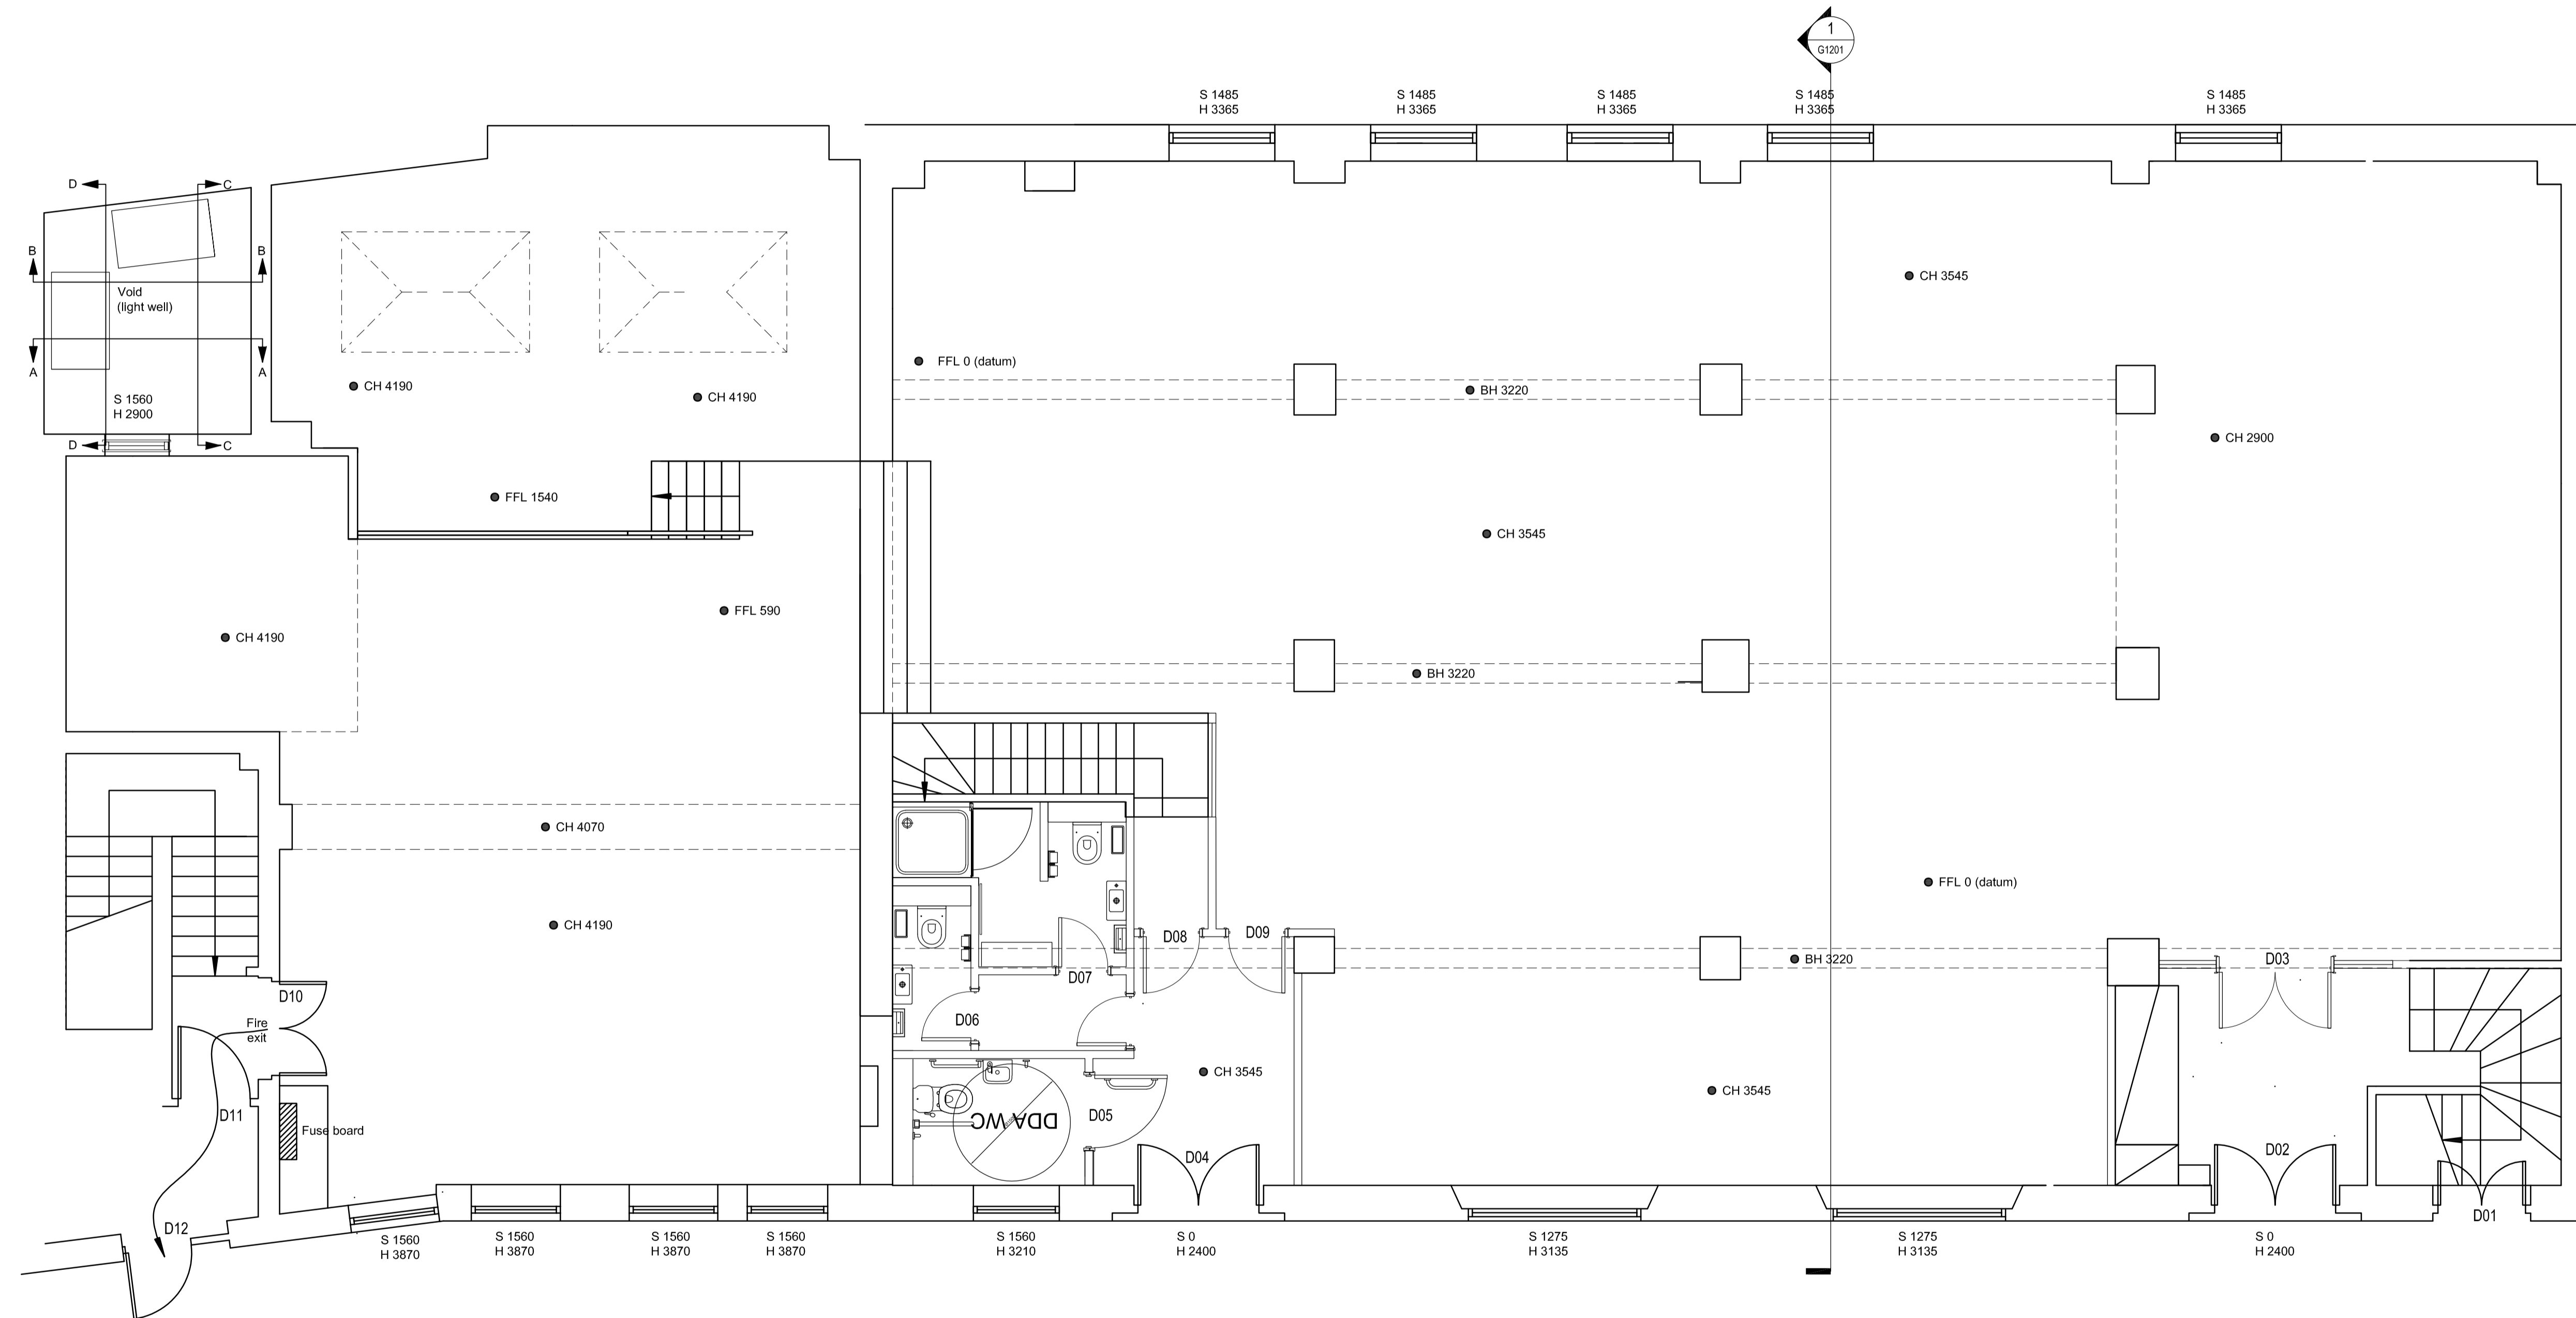 1
G1201
S 1485
H 3365
S 1485
H 3365
S 1485
H 3365
S 1485
H 3365
S 1485
H 3365
D
C
B
B
Void
(light well)
A
A
S 1560
H 2900
D
C
CH 4190
CH 4190
FFL 1540
FFL 0 (datum)
CH 3545
BH 3220
CH 2900
CH 3545
FFL 590
CH 4190
BH 3220
CH 4070
CH 4190
FFL 0 (datum)
D08
D09
BH 3220
D03
D07
D10
Fire
exit
D06
CH 3545
CH 3545
D11
Fuse board
DDA WC
D05
D04
D02
D12
D01
S 1560
H 3870
S 1560
H 3870
S 1560
H 3870
S 1560
H 3870
S 1560
H 3210
S 0
H 2400
S 1275
H 3135
S 1275
H 3135
S 0
H 2400